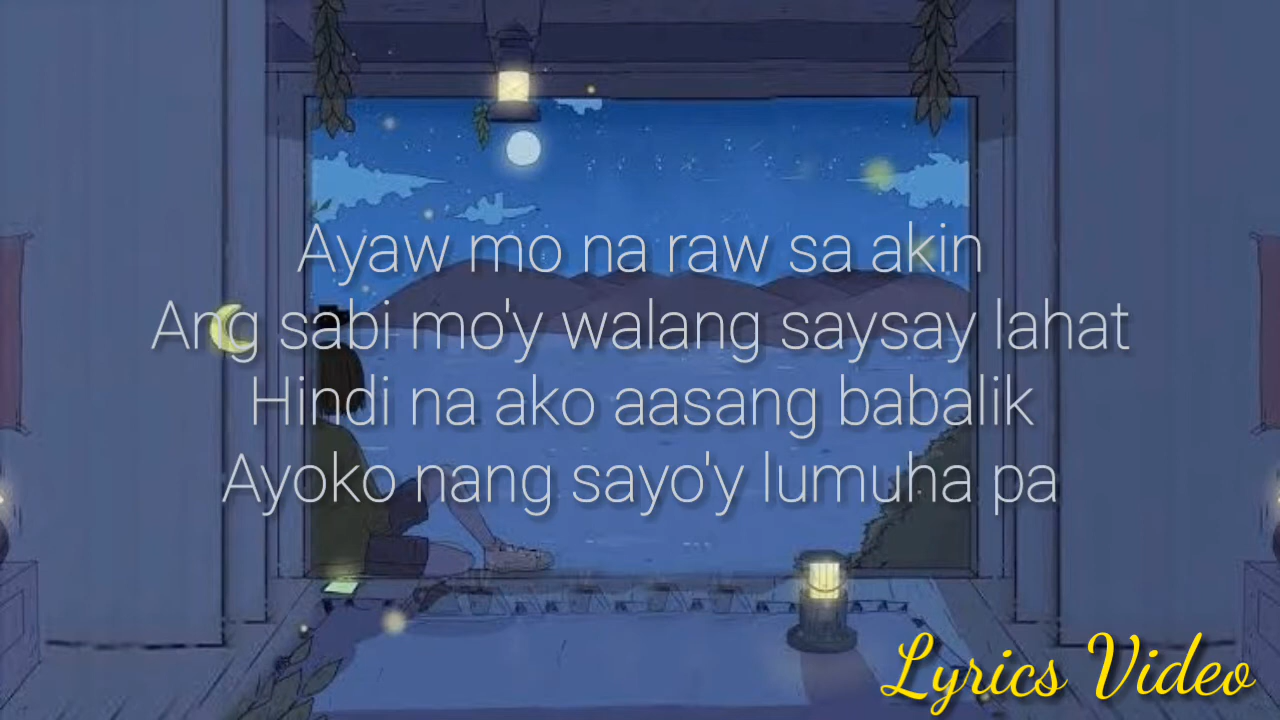 Ayaw mo na raw sa akin
Ang sabi mo'y walang saysay lahat
Hindi na ako aasang babalik
Ayoko nang sayo'y lumuha pa
Lyrics Video